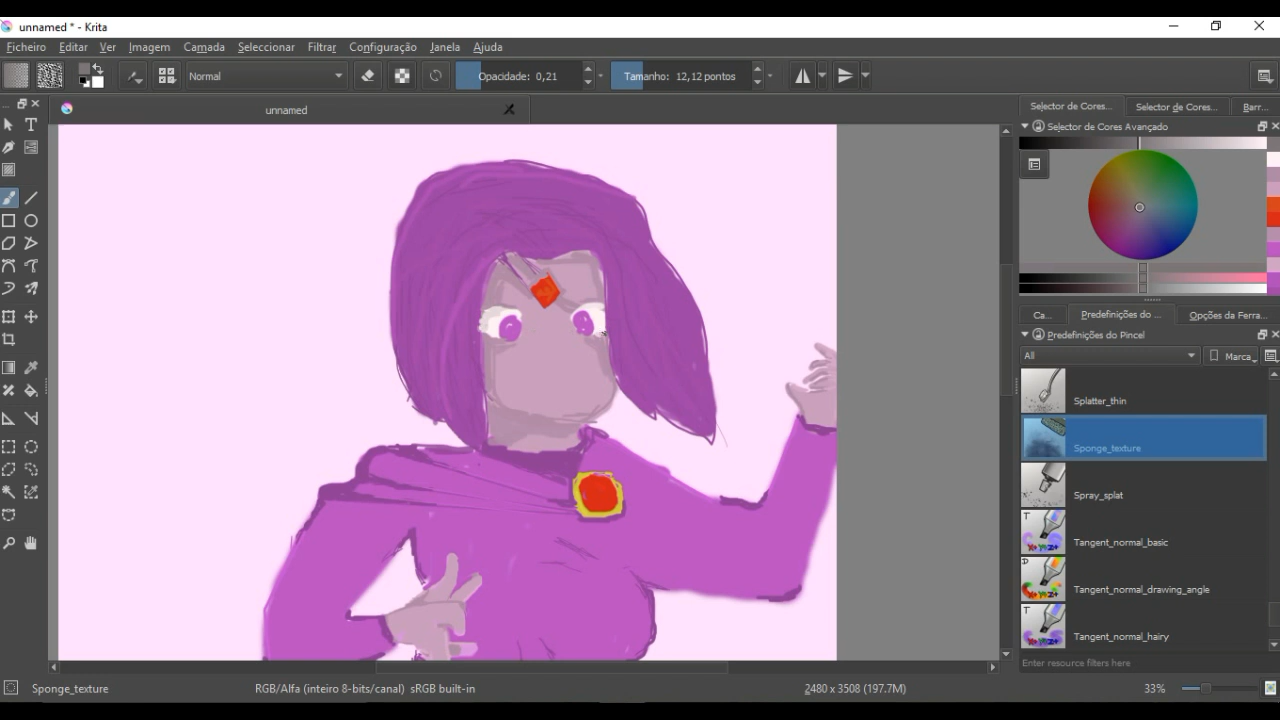 unnamed * - Krita
Ficheiro Editar Ver Imagem Camada Seleccionar Filtrar Configuração Janela Ajuda
Normal Opacidade: 0,21 Tamanho: 12,12 pontos
unnamed
Selector de Cores... Selector de Cores... Barr...
Selector de Cores Avançado
Ca... Predefinições do ... Opções da Ferra...
Predefinições do Pincel
All Marca
Splatter_thin
Sponge_texture
Spray_splat
Tangent_normal_basic
Tangent_normal_drawing_angle
Tangent_normal_hairy
Enter resource filters here
Sponge_texture RGB/Alfa (inteiro 8-bits/canal) sRGB built-in 2480 x 3508 (197.7M) 33%